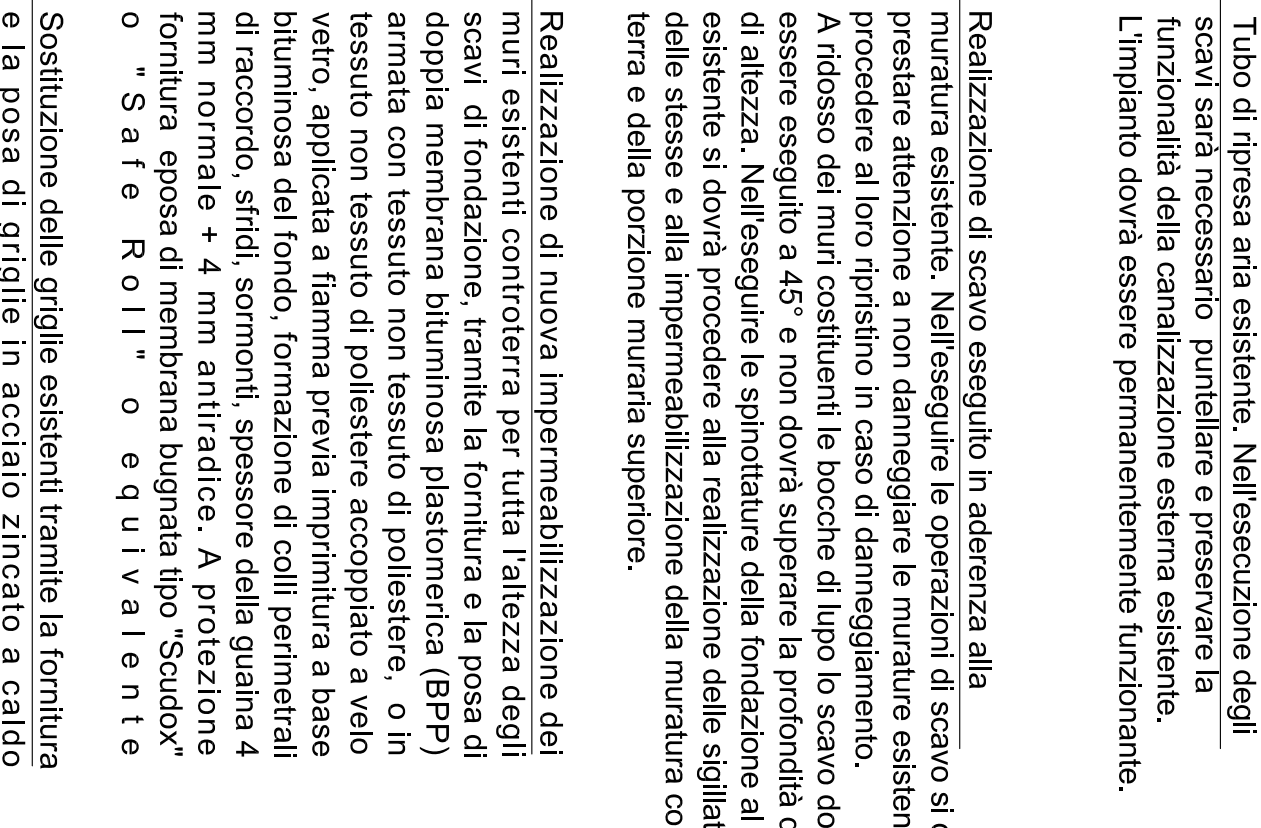 Tubo di ripresa aria esistente. Nell'esecuzione degli
scavi sarà necessario puntellare e preservare la
funzionalità della canalizzazione esterna esistente.
L'impianto dovrà essere permanentemente funzionante.
Realizzazione di scavo eseguito in aderenza alla
muratura esistente. Nell'eseguire le operazioni di scavo si
prestare attenzione a non danneggiare le murature
procedere al loro ripristino in caso di danneggiamento.
A ridosso dei muri costituenti le bocche di lupo lo scavo
essere eseguito a 45° e non dovrà superare la profondità
di altezza. Nell'eseguire le spinottature della fondazione al
esistente si dovrà procedere alla realizzazione delle
delle stesse e alla impermeabilizzazione della muratura
terra e della porzione muraria superiore.
Realizzazione di nuova impermeabilizzazione dei
muri esistenti controterra per tutta l'altezza degli
scavi di fondazione, tramite la fornitura e la posa di
doppia membrana bituminosa plastomerica (BPP)
armata con tessuto non tessuto di poliestere, o in
tessuto non tessuto di poliestere accoppiato a velo
vetro, applicata a fiamma previa imprimitura a base
bituminosa del fondo, formazione di colli perimetrali
di raccordo, sfridi, sormonti, spessore della guaina 4
mm normale + 4 mm antiradice. A protezione
fornitura eposa di membrana bugnata tipo "Scudox"
o "Safe Roll" o equivalente
Sostituzione delle griglie esistenti tramite la fornitura
e la posa di griglie in acciaio zincato a caldo